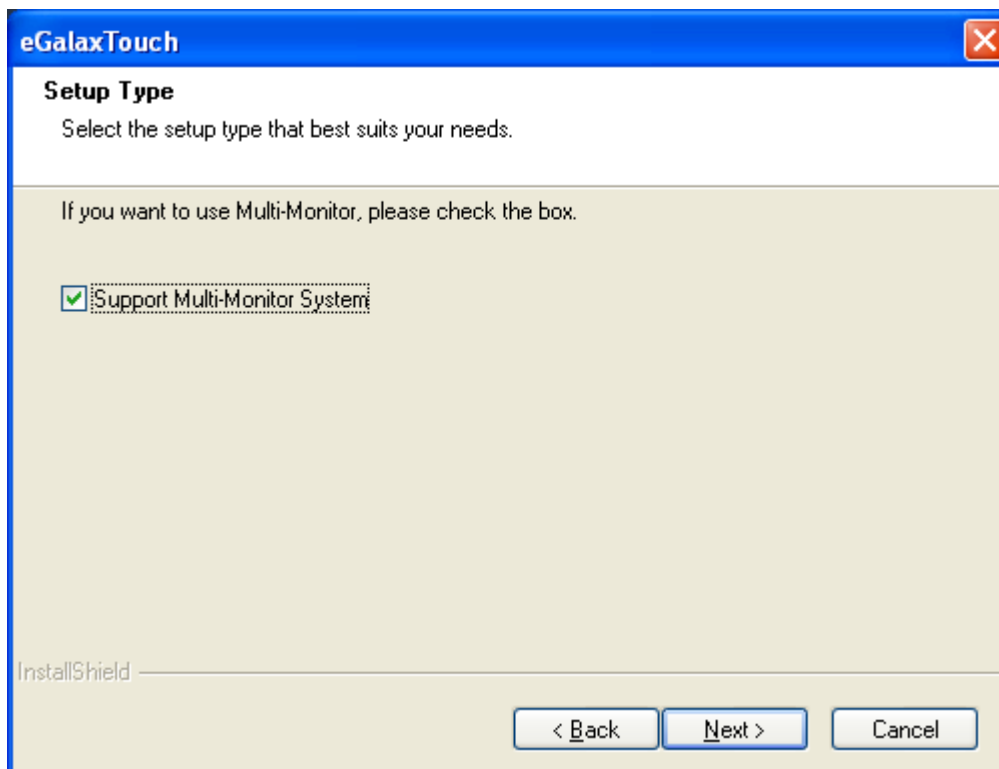 eGalaxTouch
Setup Type
Select the setup type that best suits your needs.
If you want to use Multi-Monitor, please check the box.
Support Multi-Monitor System
InstallShield
< Back Next > Cancel